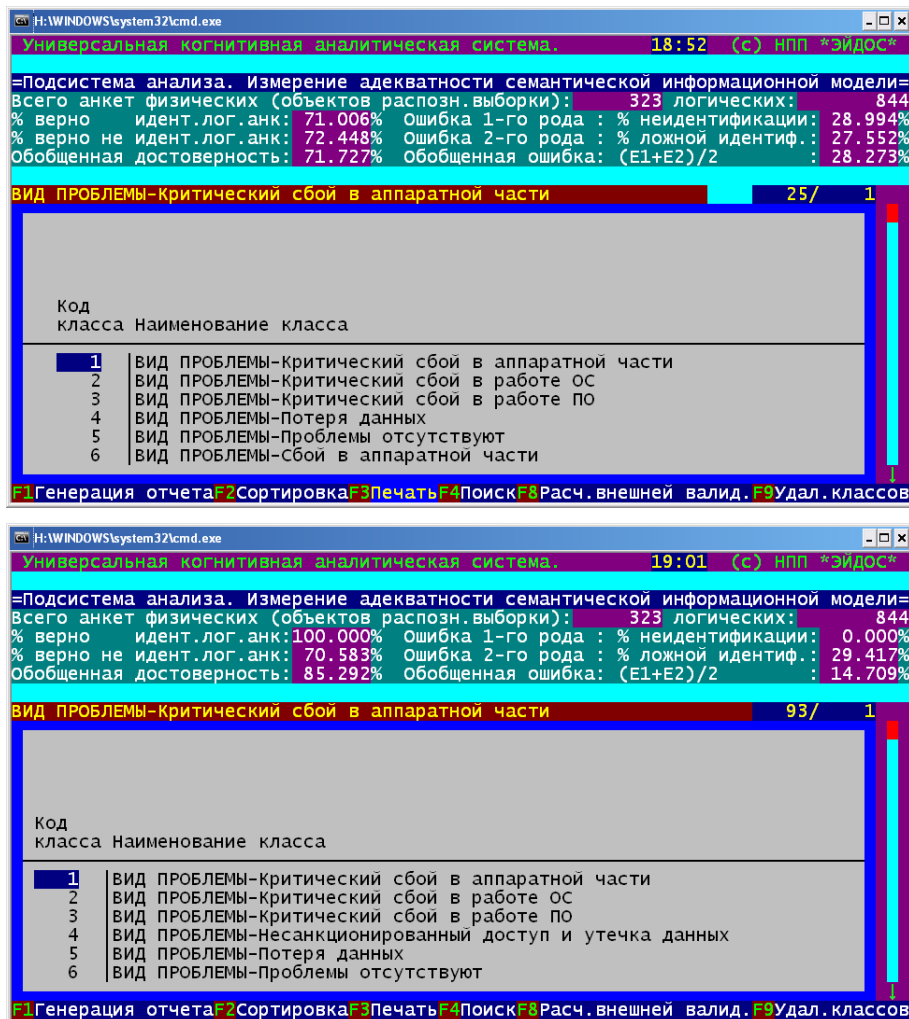 H:\WINDOWS\system32\cmd.exe
Универсальная когнитивная аналитическая система. 18:52 (с) НПП *ЭЙДОС*
=Подсистема анализа. Измерение адекватности семантической информационной модели=
Всего анкет физических (объектов распозн.выборки): 323 логических: 844
% верно идент.лог.анк: 71.006% Ошибка 1-го рода : % неидентификации: 28.994%
% верно не идент.лог.анк: 72.448% Ошибка 2-го рода : % ложной идентиф.: 27.552%
Обобщенная достоверность: 71.727% Обобщенная ошибка: (E1+E2)/2 : 28.273%
ВИД ПРОБЛЕМЫ-Критический сбой в аппаратной части 25/ 1
Код
класса Наименование класса
1 ВИД ПРОБЛЕМЫ-Критический сбой в аппаратной части
2 ВИД ПРОБЛЕМЫ-Критический сбой в работе ОС
3 ВИД ПРОБЛЕМЫ-Критический сбой в работе ПО
4 ВИД ПРОБЛЕМЫ-Потеря данных
5 ВИД ПРОБЛЕМЫ-Проблемы отсутствуют
6 ВИД ПРОБЛЕМЫ-Сбой в аппаратной части
F1Генерация отчетаF2СортировкаF3ПечатьF4ПоискF8Расч.внешней валид.F9Удал.классов
H:\WINDOWS\system32\cmd.exe
Универсальная когнитивная аналитическая система. 19:01 (с) НПП *ЭЙДОС*
=Подсистема анализа. Измерение адекватности семантической информационной модели=
Всего анкет физических (объектов распозн.выборки): 323 логических: 844
% верно идент.лог.анк:100.000% Ошибка 1-го рода : % неидентификации: 0.000%
% верно не идент.лог.анк: 70.583% Ошибка 2-го рода : % ложной идентиф.: 29.417%
Обобщенная достоверность: 85.292% Обобщенная ошибка: (E1+E2)/2 : 14.709%
ВИД ПРОБЛЕМЫ-Критический сбой в аппаратной части 93/ 1
Код
класса Наименование класса
1 ВИД ПРОБЛЕМЫ-Критический сбой в аппаратной части
2 ВИД ПРОБЛЕМЫ-Критический сбой в работе ОС
3 ВИД ПРОБЛЕМЫ-Критический сбой в работе ПО
4 ВИД ПРОБЛЕМЫ-Несанкционированный доступ и утечка данных
5 ВИД ПРОБЛЕМЫ-Потеря данных
6 ВИД ПРОБЛЕМЫ-Проблемы отсутствуют
F1Генерация отчетаF2СортировкаF3ПечатьF4ПоискF8Расч.внешней валид.F9Удал.классов